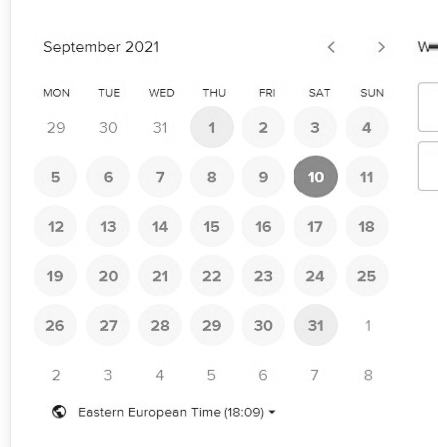 September 2021
MON TUE WED THU FRI SAT SUN
29 30 31 1 2 3 4
5 6 7 8 9 10 11
12 13 14 15 16 17 18
19 20 21 22 23 24 25
26 27 28 29 30 31 1
2 3 4 5 6 7 8
Eastern European Time (18:09)